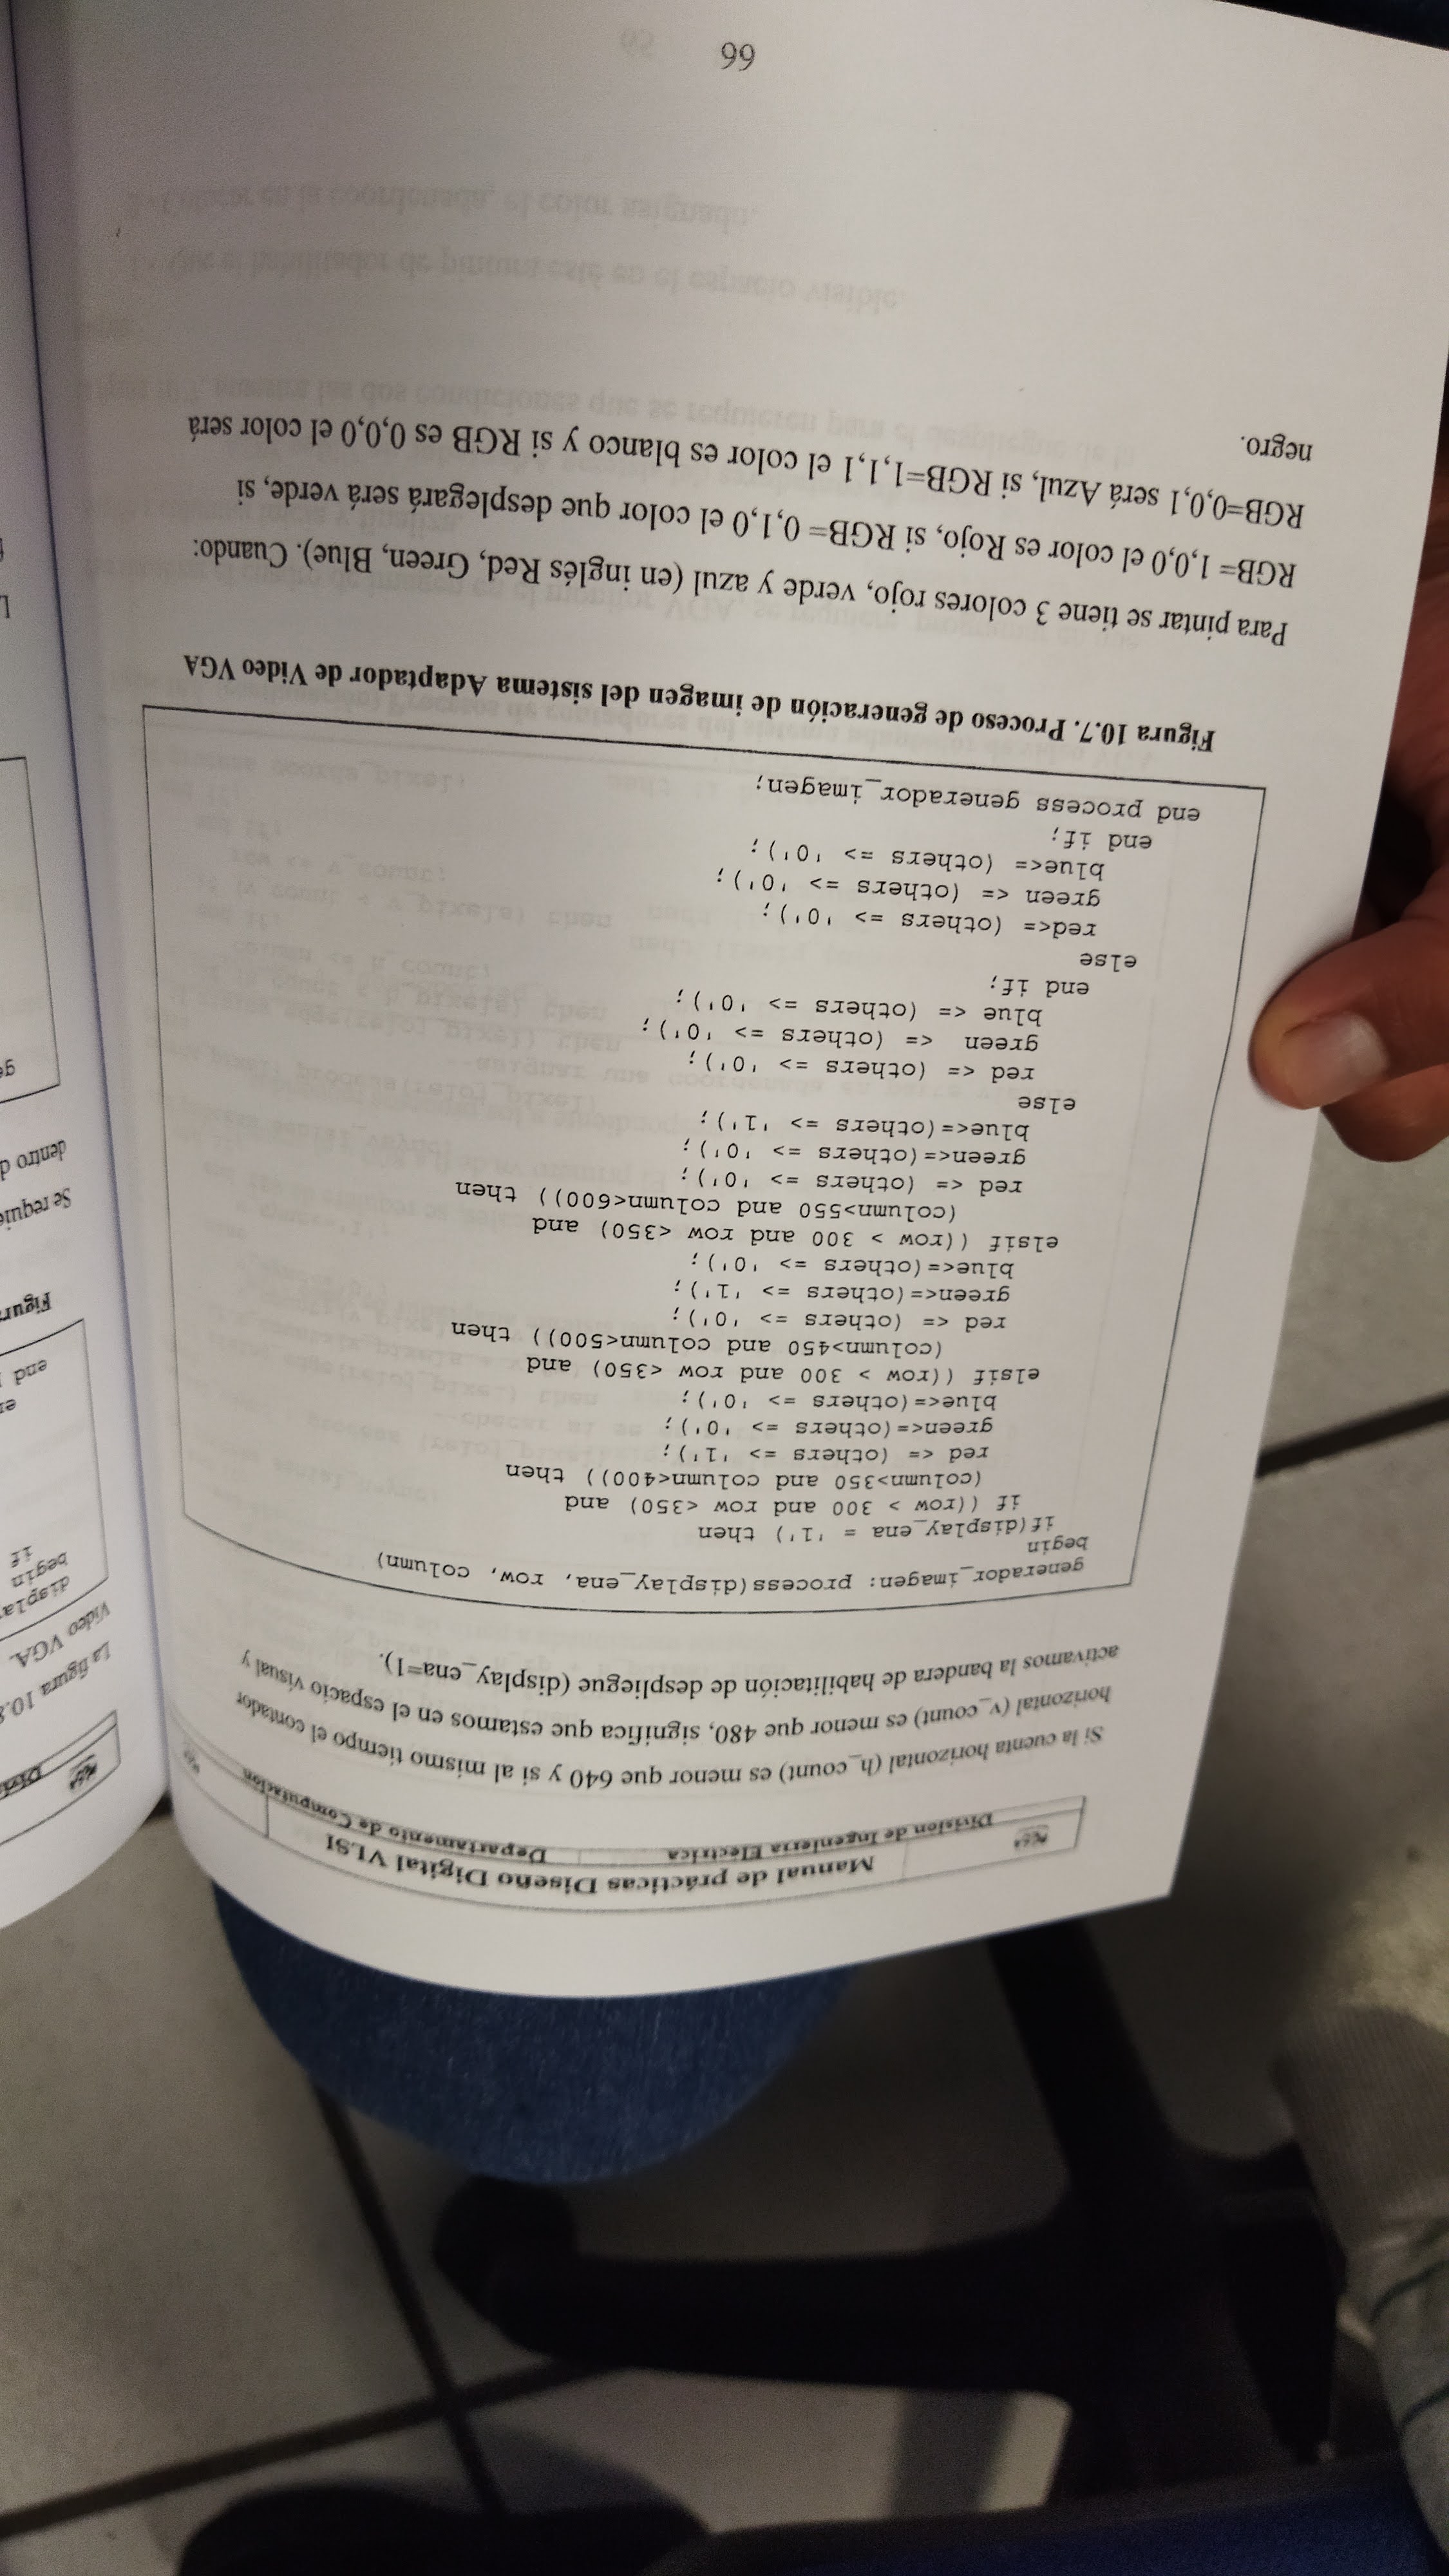 Manual de prácticas Diseño Digital VLSI
División de Ingeniería Eléctrica
Departamento de Computación
Si la cuenta horizontal (h_count) es menor que 640 y si al mismo tiempo el contador
horizontal (v_count) es menor que 480, significa que estamos en el espacio visual y
activamos la bandera de habilitación de despliegue (display_ena=1).
generador_imagen: process(display_ena, row, column)
begin
if(display_ena = '1') then
if ((row > 300 and row <350) and
(column>350 and column<400)) then
red <= (others => '1');
green<=(others => '0');
blue<=(others => '0');
elsif ((row > 300 and row <350) and
(column>450 and column<500)) then
red <= (others => '0');
green<=(others => '1');
blue<=(others => '0');
elsif ((row > 300 and row <350) and
(column>550 and column<600)) then
red <= (others => '0');
green<=(others => '0');
blue<=(others => '1');
else
red <= (others => '0');
green <= (others => '0');
blue <= (others => '0');
end if;
else
red<= (others => '0');
green <= (others => '0');
blue<= (others => '0');
end if;
end process generador_imagen;
Figura 10.7. Proceso de generación de imagen del sistema Adaptador de Video VGA
Para pintar se tiene 3 colores rojo, verde y azul (en inglés Red, Green, Blue). Cuando:
RGB= 1,0,0 el color es Rojo, si RGB= 0,1,0 el color que desplegará será verde, si
RGB=0,0,1 será Azul, si RGB=1,1,1 el color es blanco y si RGB es 0,0,0 el color será
negro.
66
La figura 10.8
Video VGA.
begin
if
end
Se requie
dentro d